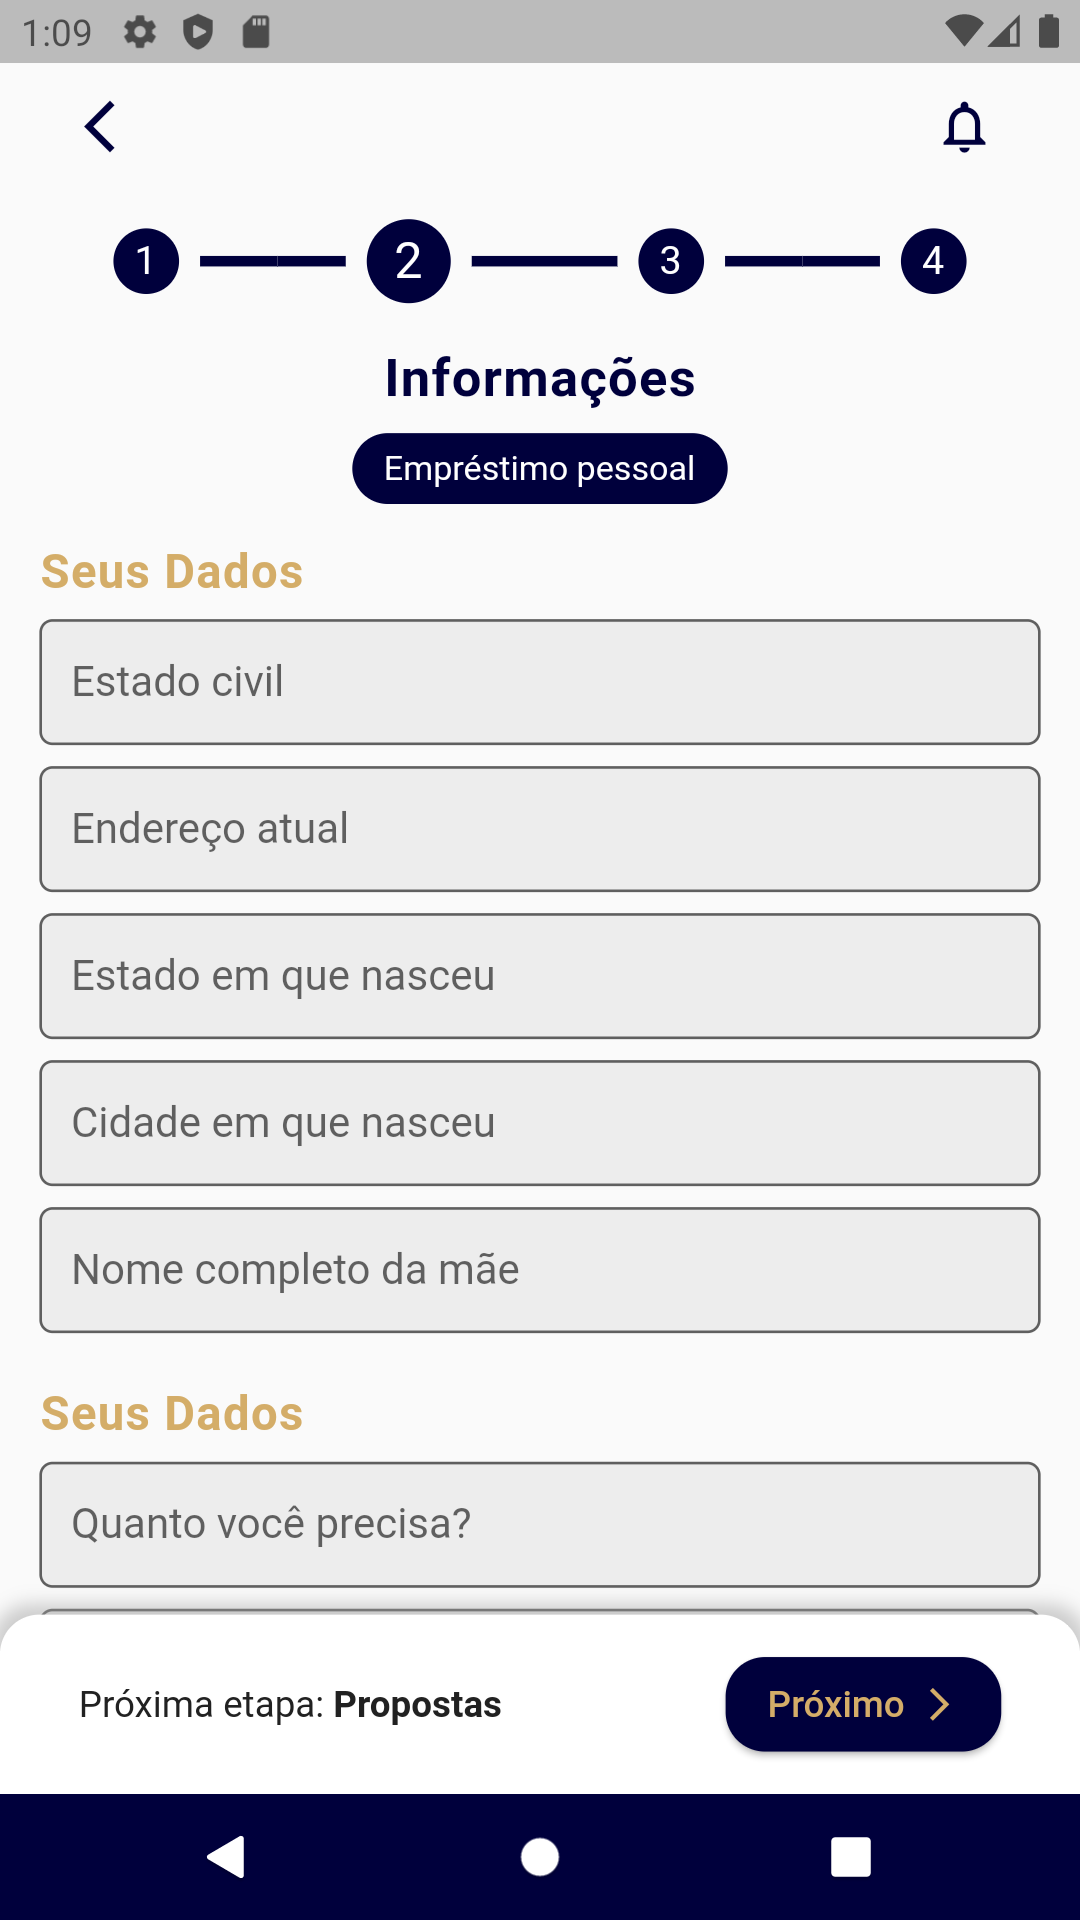 1:09
1 2 3 4
Informações
Empréstimo pessoal
Seus Dados
Estado civil
Endereço atual
Estado em que nasceu
Cidade em que nasceu
Nome completo da mãe
Seus Dados
Quanto você precisa?
Próxima etapa: Propostas
Próximo